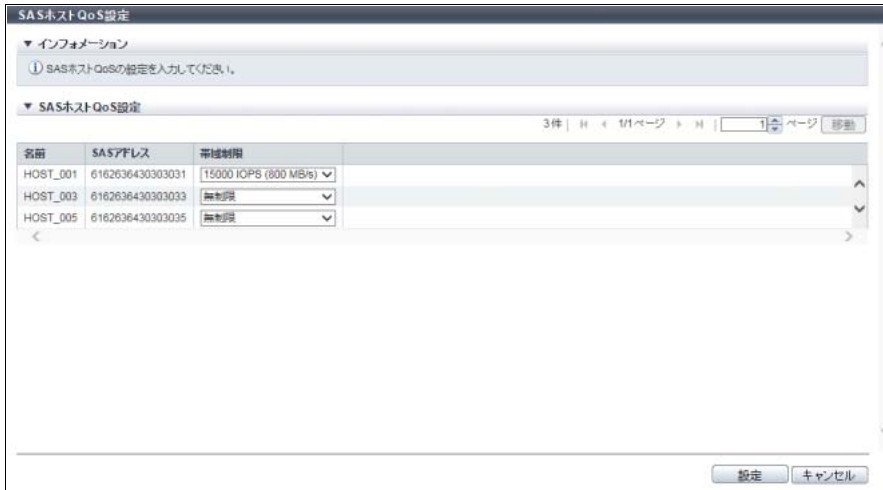 SASホストQoS設定
▼ インフォメーション
SASホストQoSの設定を入力してください。
▼ SASホストQoS設定
3件 1/1ページ 1 ページ 移動
名前 SASアドレス 帯域制限
HOST_001 6162636430303031 15000 IOPS (800 MB/s)
HOST_003 6162636430303033 無制限
HOST_005 6162636430303035 無制限
設定 キャンセル